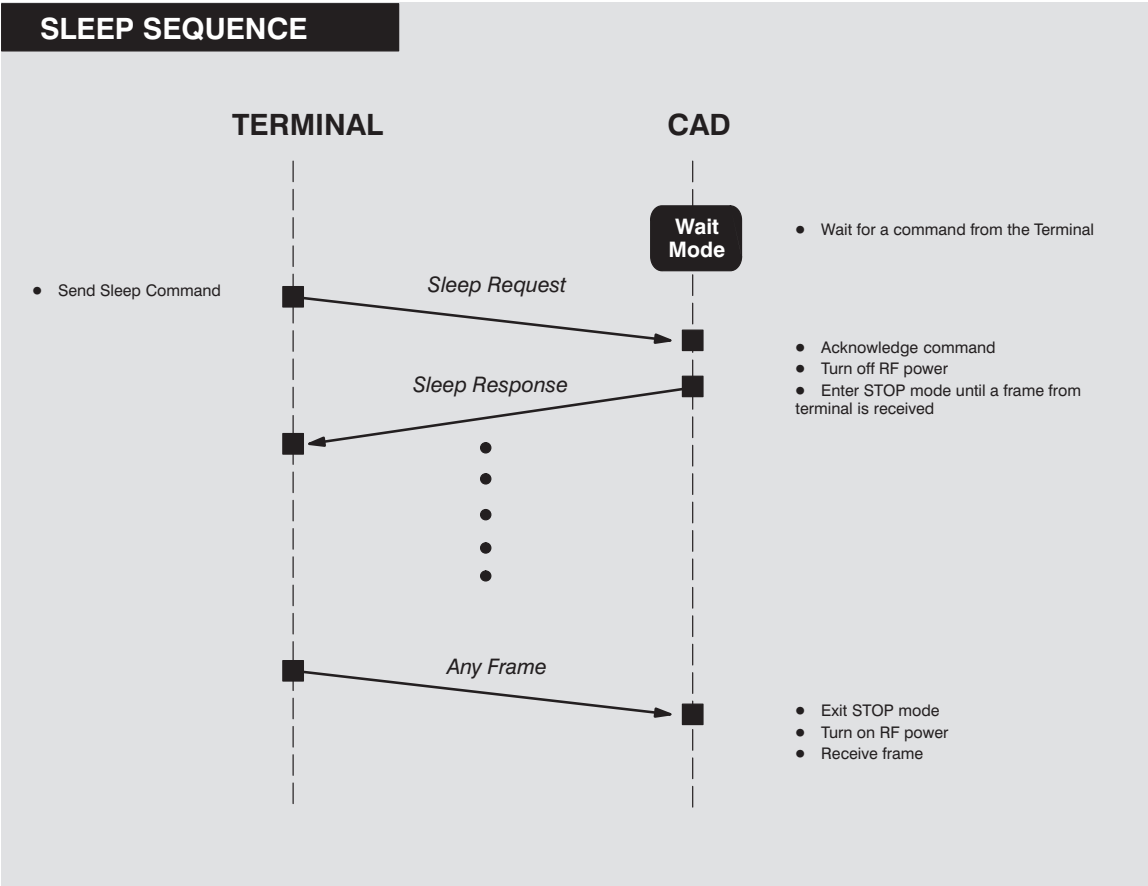 SLEEP SEQUENCE
TERMINAL
CAD
Wait
Mode
● Wait for a command from the Terminal
● Send Sleep Command
Sleep Request
● Acknowledge command
● Turn off RF power
● Enter STOP mode until a frame from
terminal is received
Sleep Response
Any Frame
● Exit STOP mode
● Turn on RF power
● Receive frame